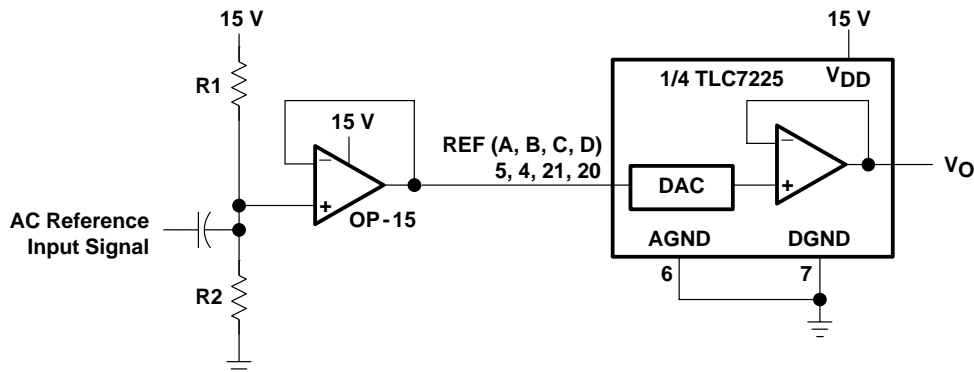 15 V
R1
15 V
−
+
OP-15
AC Reference
Input Signal
R2
REF (A, B, C, D)
5, 4, 21, 20
15 V
1/4 TLC7225
VDD
DAC
−
+
VO
AGND
DGND
6
7